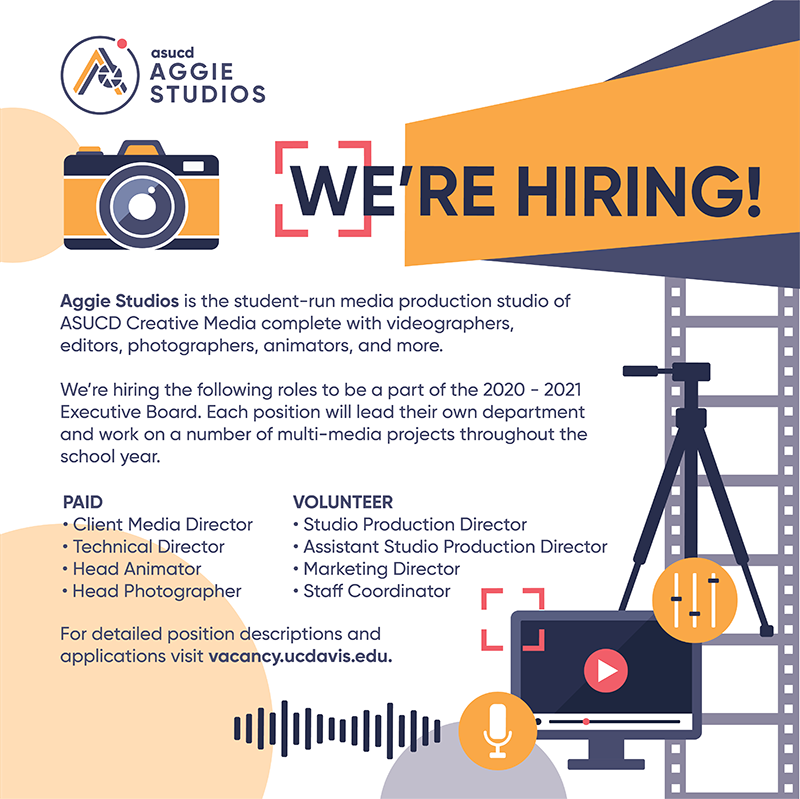 asucd
AGGIE
STUDIOS
WE'RE HIRING!
Aggie Studios is the student-run media production studio of
ASUCD Creative Media complete with videographers,
editors, photographers, animators, and more.
We're hiring the following roles to be a part of the 2020 - 2021
Executive Board. Each position will lead their own department
and work on a number of multi-media projects throughout the
school year.
PAID
• Client Media Director
• Technical Director
• Head Animator
• Head Photographer
VOLUNTEER
• Studio Production Director
• Assistant Studio Production Director
• Marketing Director
• Staff Coordinator
For detailed position descriptions and
applications visit vacancy.ucdavis.edu.